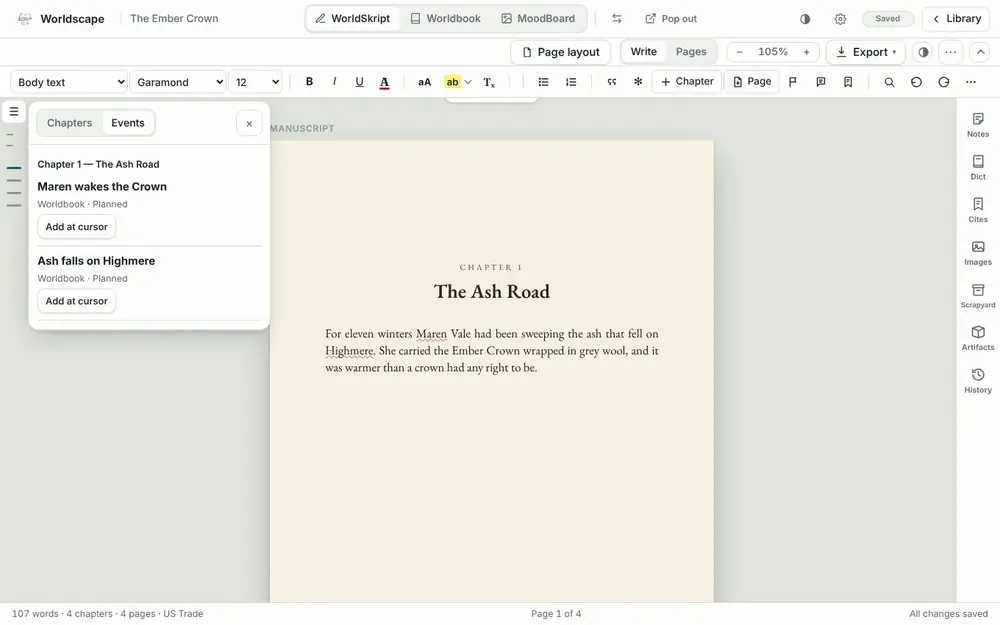 Worldscape
The Ember Crown
WorldSkript
Worldbook
MoodBoard
Pop out
Saved
Library
Page layout
Write
Pages
− 105% +
Export
Body text
Garamond
12
B I U A
aA
ab
Tx
Chapter
Page
Chapters
Events
×
Chapter 1 — The Ash Road
Maren wakes the Crown
Worldbook · Planned
Add at cursor
Ash falls on Highmere
Worldbook · Planned
Add at cursor
MANUSCRIPT
CHAPTER 1
The Ash Road
For eleven winters Maren Vale had been sweeping the ash that fell on
Highmere. She carried the Ember Crown wrapped in grey wool, and it
was warmer than a crown had any right to be.
Notes
Dict
Cites
Images
Scrapyard
Artifacts
History
107 words · 4 chapters · 4 pages · US Trade
Page 1 of 4
All changes saved